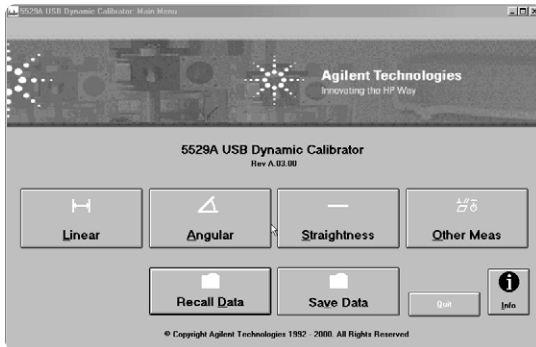 5529A USB Dynamic Calibrator: Main Menu
Agilent Technologies
Innovating the HP Way
5529A USB Dynamic Calibrator
Rev A.03.00
Linear
Angular
Straightness
Other Meas
Recall Data
Save Data
Quit
Info
© Copyright Agilent Technologies 1992 - 2000. All Rights Reserved